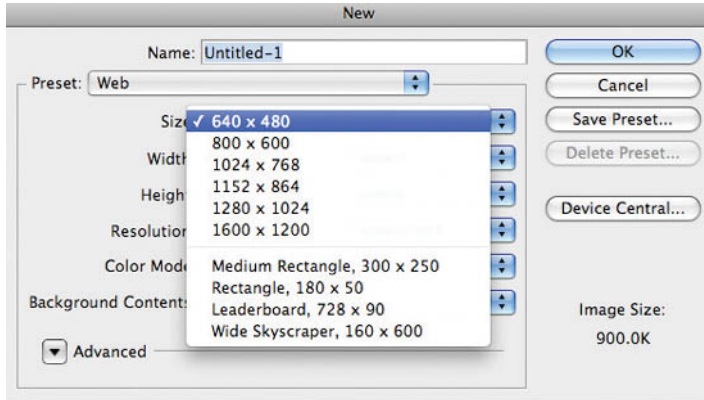 New
Name: Untitled-1
OK
Preset: Web
Cancel
Size
640 x 480
Save Preset...
800 x 600
Delete Preset...
Width
1024 x 768
1152 x 864
Heigh
1280 x 1024
Device Central...
Resolution
1600 x 1200
Color Mode
Medium Rectangle, 300 x 250
Rectangle, 180 x 50
Background Contents
Leaderboard, 728 x 90
Image Size:
Wide Skyscraper, 160 x 600
900.0K
Advanced